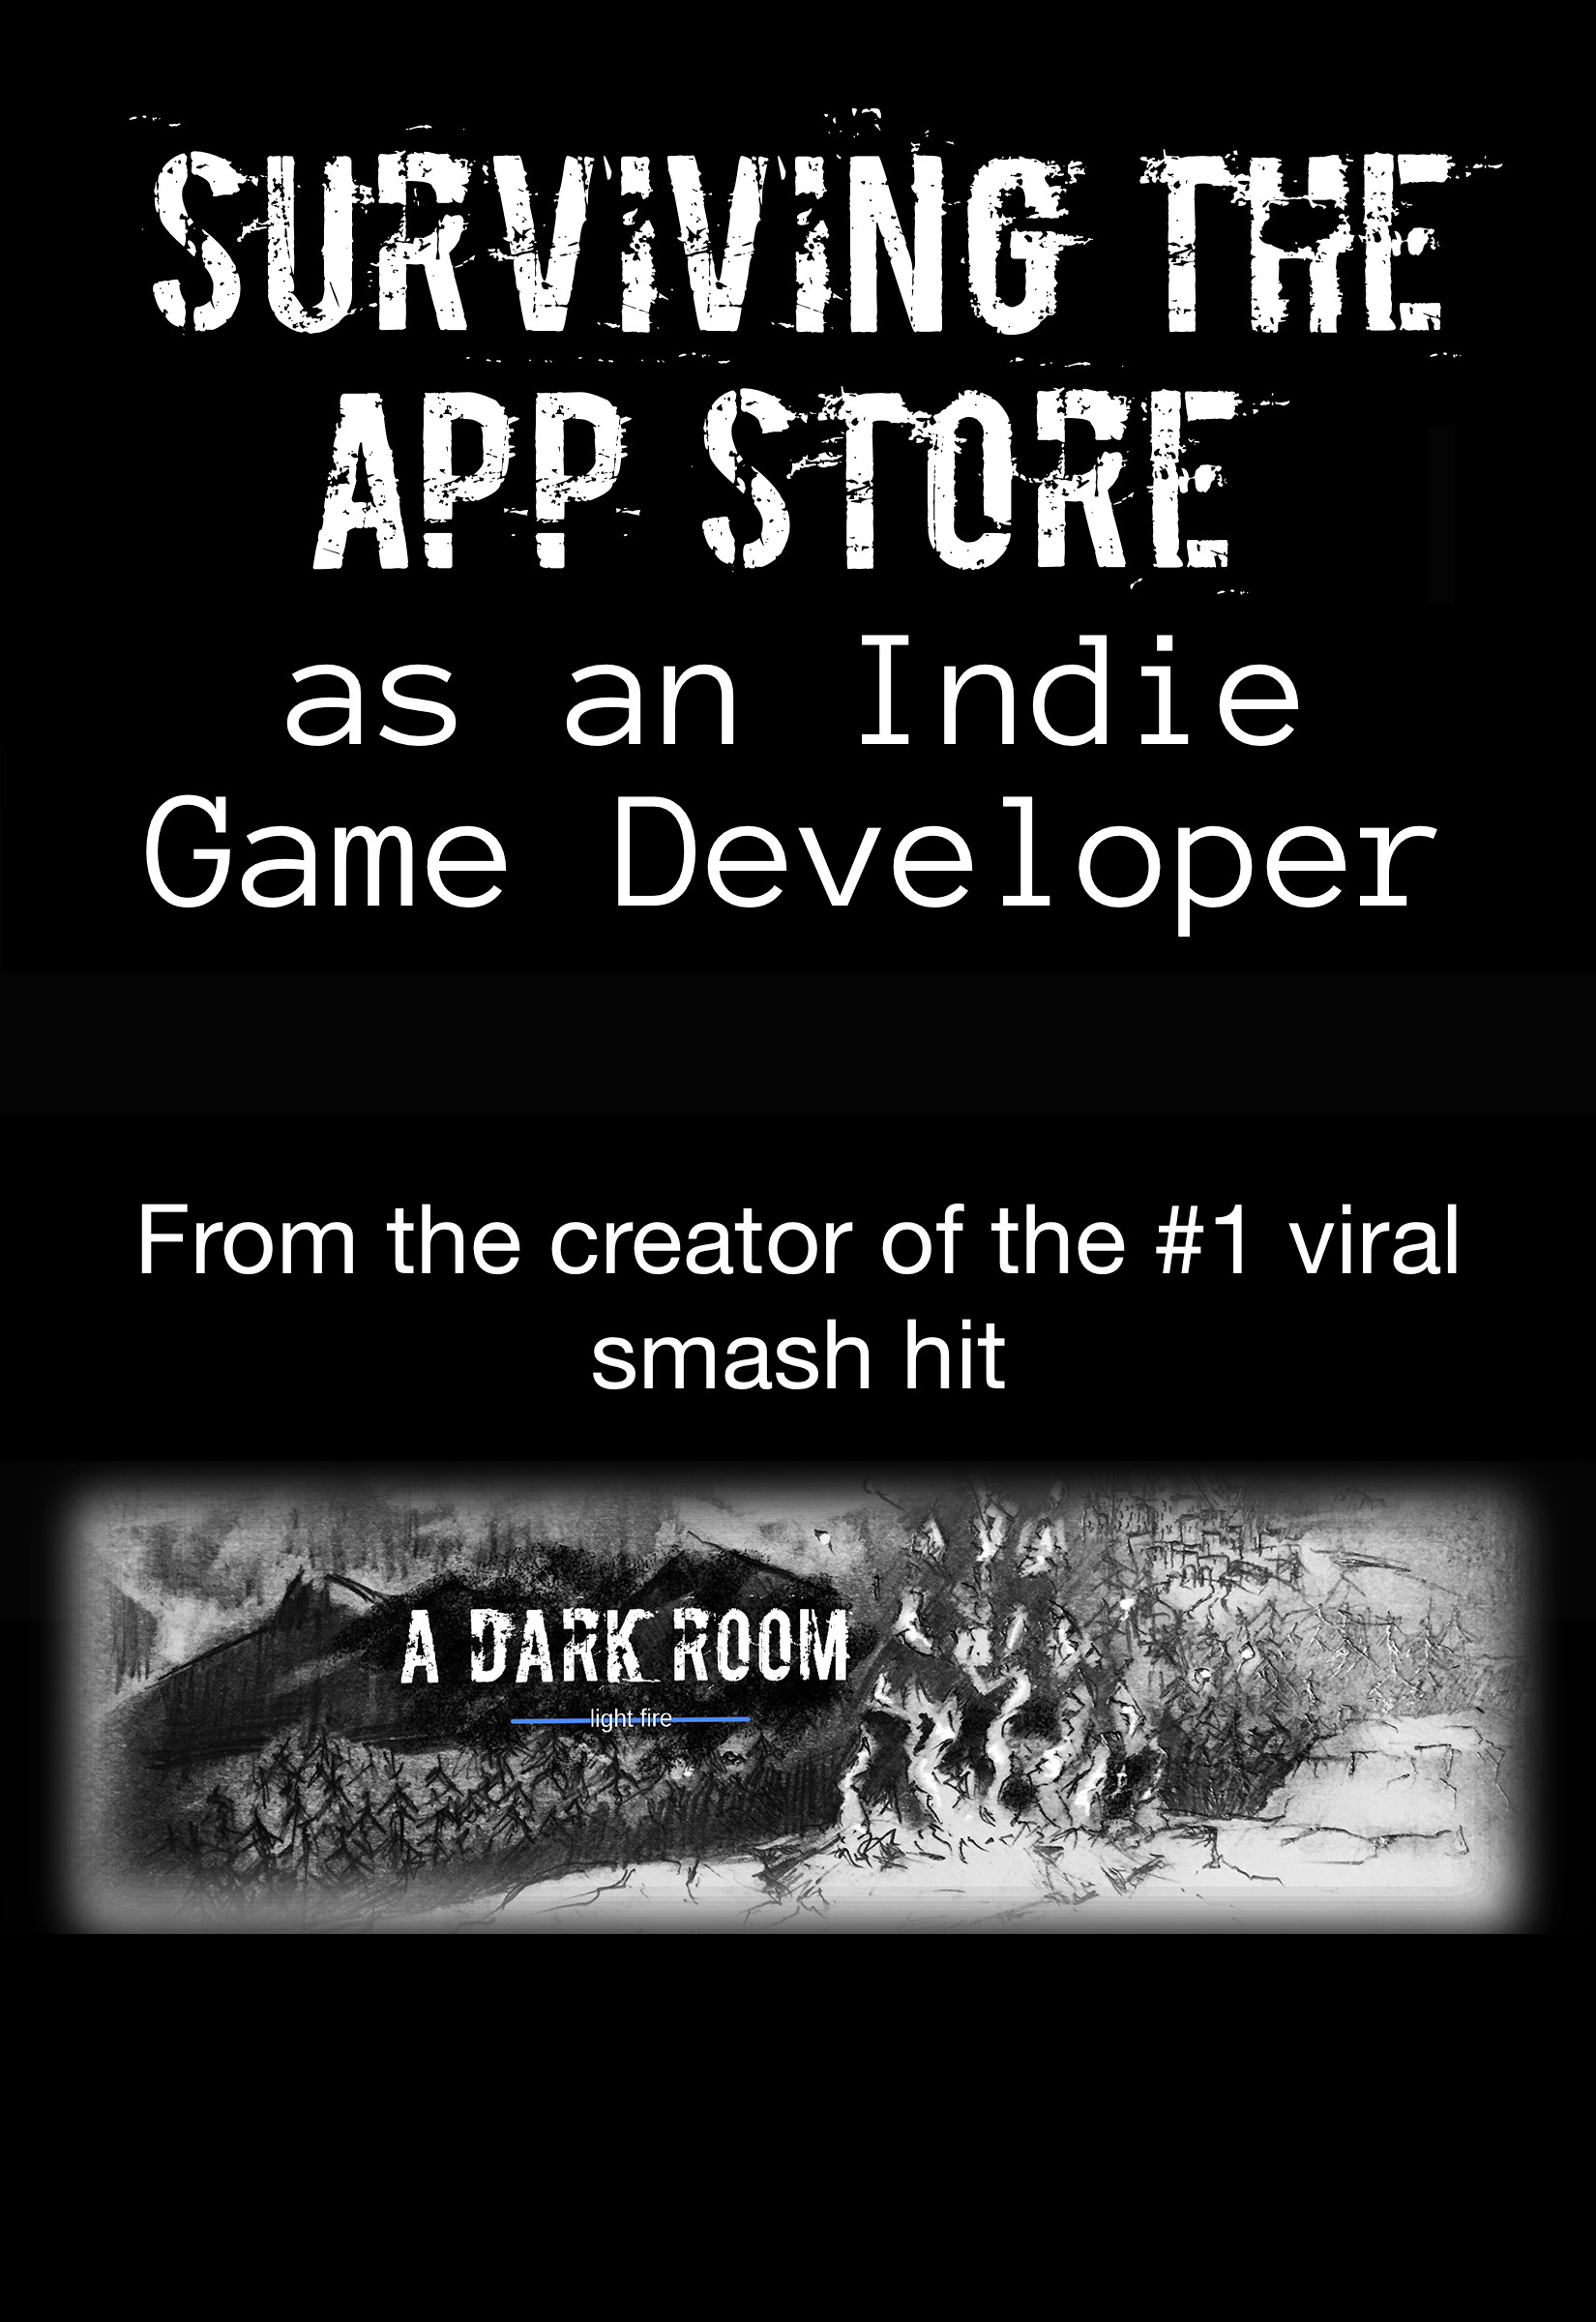 SURVIVING THE
APP STORE
as an Indie
Game Developer
From the creator of the #1 viral
smash hit
A DARK ROOM
light fire